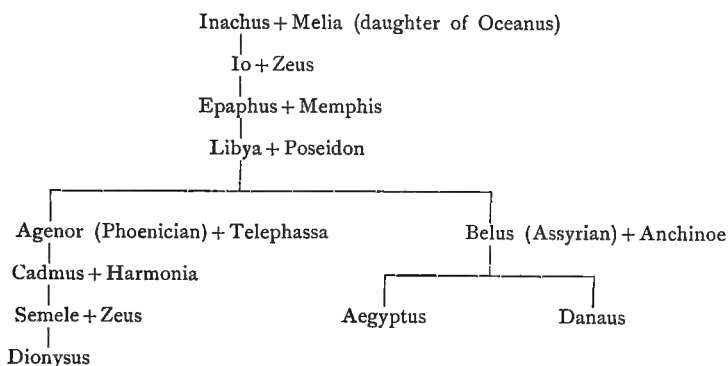 Inachus + Melia (daughter of Oceanus)
Io + Zeus
Epaphus + Memphis
Libya + Poseidon
Agenor (Phoenician) + Telephassa Belus (Assyrian) + Anchinoe
Cadmus + Harmonia
Semele + Zeus Aegyptus Danaus
Dionysus